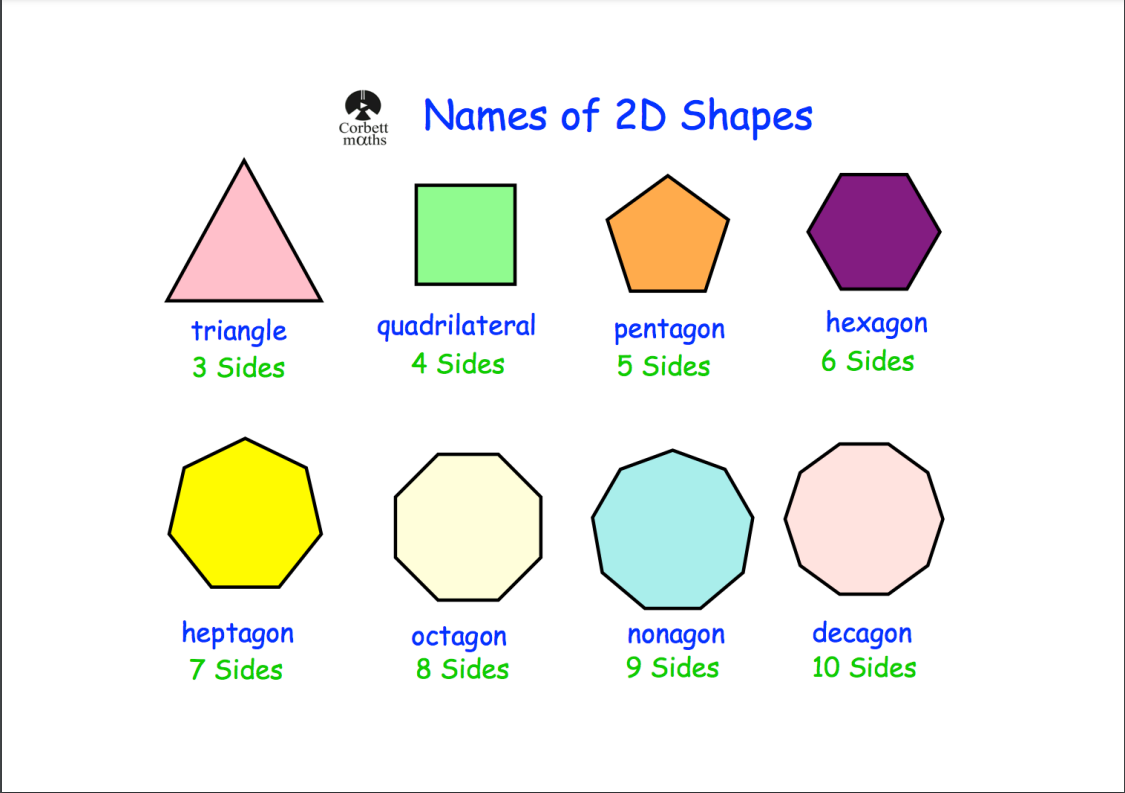 Corbett
mαths
Names of 2D Shapes
triangle
3 Sides
quadrilateral
4 Sides
pentagon
5 Sides
hexagon
6 Sides
heptagon
7 Sides
octagon
8 Sides
nonagon
9 Sides
decagon
10 Sides